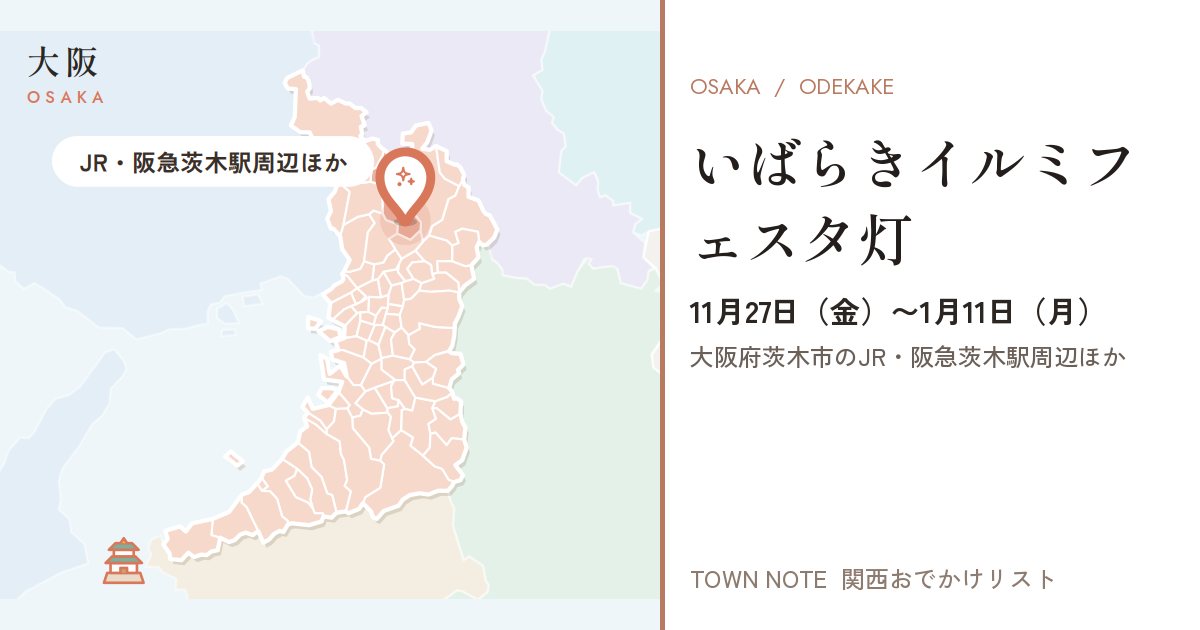 大阪
OSAKA
JR・阪急茨木駅周辺ほか
OSAKA / ODEKAKE
いばらきイルミフ
ェスタ灯
11月27日（金）〜1月11日（月）
大阪府茨木市のJR・阪急茨木駅周辺ほか
TOWN NOTE 関西おでかけリスト